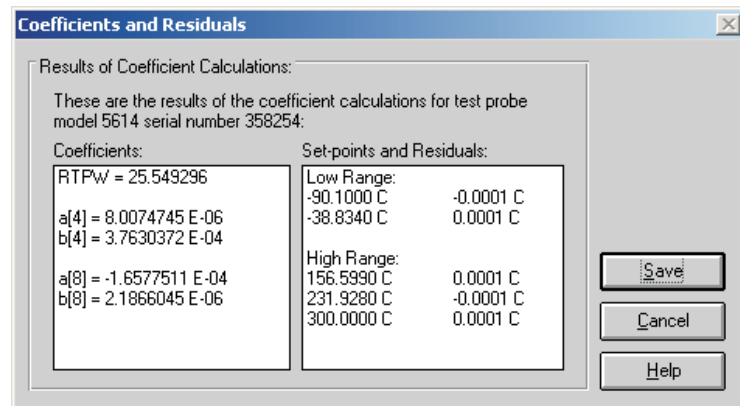 Coefficients and Residuals
Results of Coefficient Calculations:
These are the results of the coefficient calculations for test probe
model 5614 serial number 358254:
Coefficients:
RTPW = 25.549296
a[4] = 8.0074745 E-06
b[4] = 3.7630372 E-04
a[8] = -1.6577511 E-04
b[8] = 2.1866045 E-06
Set-points and Residuals:
Low Range:
-90.1000 C -0.0001 C
-38.8340 C 0.0001 C
High Range:
156.5990 C 0.0001 C
231.9280 C -0.0001 C
300.0000 C 0.0001 C
Save
Cancel
Help